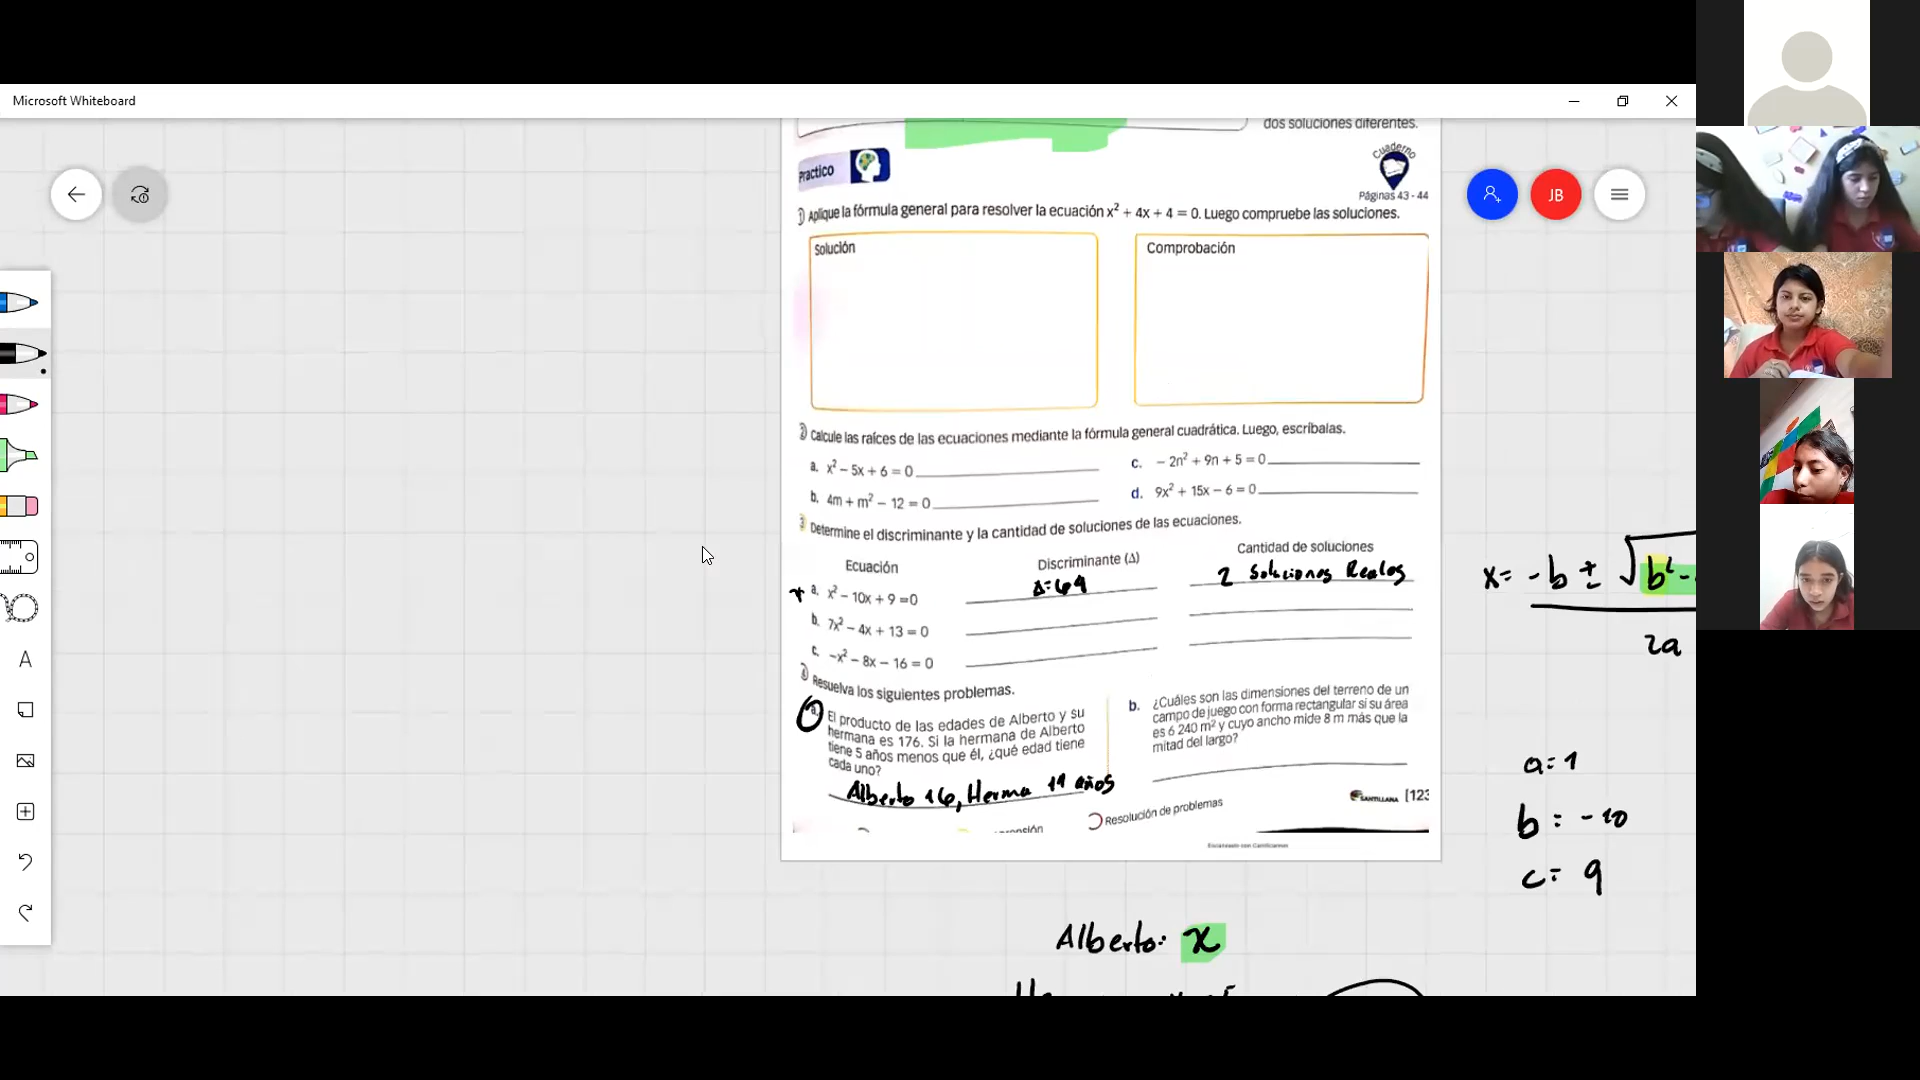 Microsoft Whiteboard
dos soluciones diferentes.
Practico
Cuaderno
Páginas 43 - 44
JB
1 Aplique la fórmula general para resolver la ecuación x² + 4x + 4 = 0. Luego compruebe las soluciones.
Solución
Comprobación
2 Calcule las raíces de las ecuaciones mediante la fórmula general cuadrática. Luego, escríbalas.
a. x² − 5x + 6 = 0
c. − 2n² + 9n + 5 = 0
b. 4m + m² − 12 = 0
d. 9x² + 15x − 6 = 0
3 Determine el discriminante y la cantidad de soluciones de las ecuaciones.
Ecuación
Discriminante (Δ)
Cantidad de soluciones
a. x² − 10x + 9 =0
Δ=64
2 Soluciones Reales
b. 7x² − 4x + 13 = 0
c. −x² − 8x − 16 = 0
Resuelva los siguientes problemas.
a. El producto de las edades de Alberto y su
hermana es 176. Si la hermana de Alberto
tiene 5 años menos que él, ¿qué edad tiene
cada uno?
Alberto 16, Herma 11 años
b. ¿Cuáles son las dimensiones del terreno de un
campo de juego con forma rectangular si su área
es 6 240 m² y cuyo ancho mide 8 m más que la
mitad del largo?
SANTILLANA [123
Resolución de problemas
Escaneado con CamScanner
x= -b ± √b² -
2a
a=1
b = -10
c= 9
Alberto: x
A